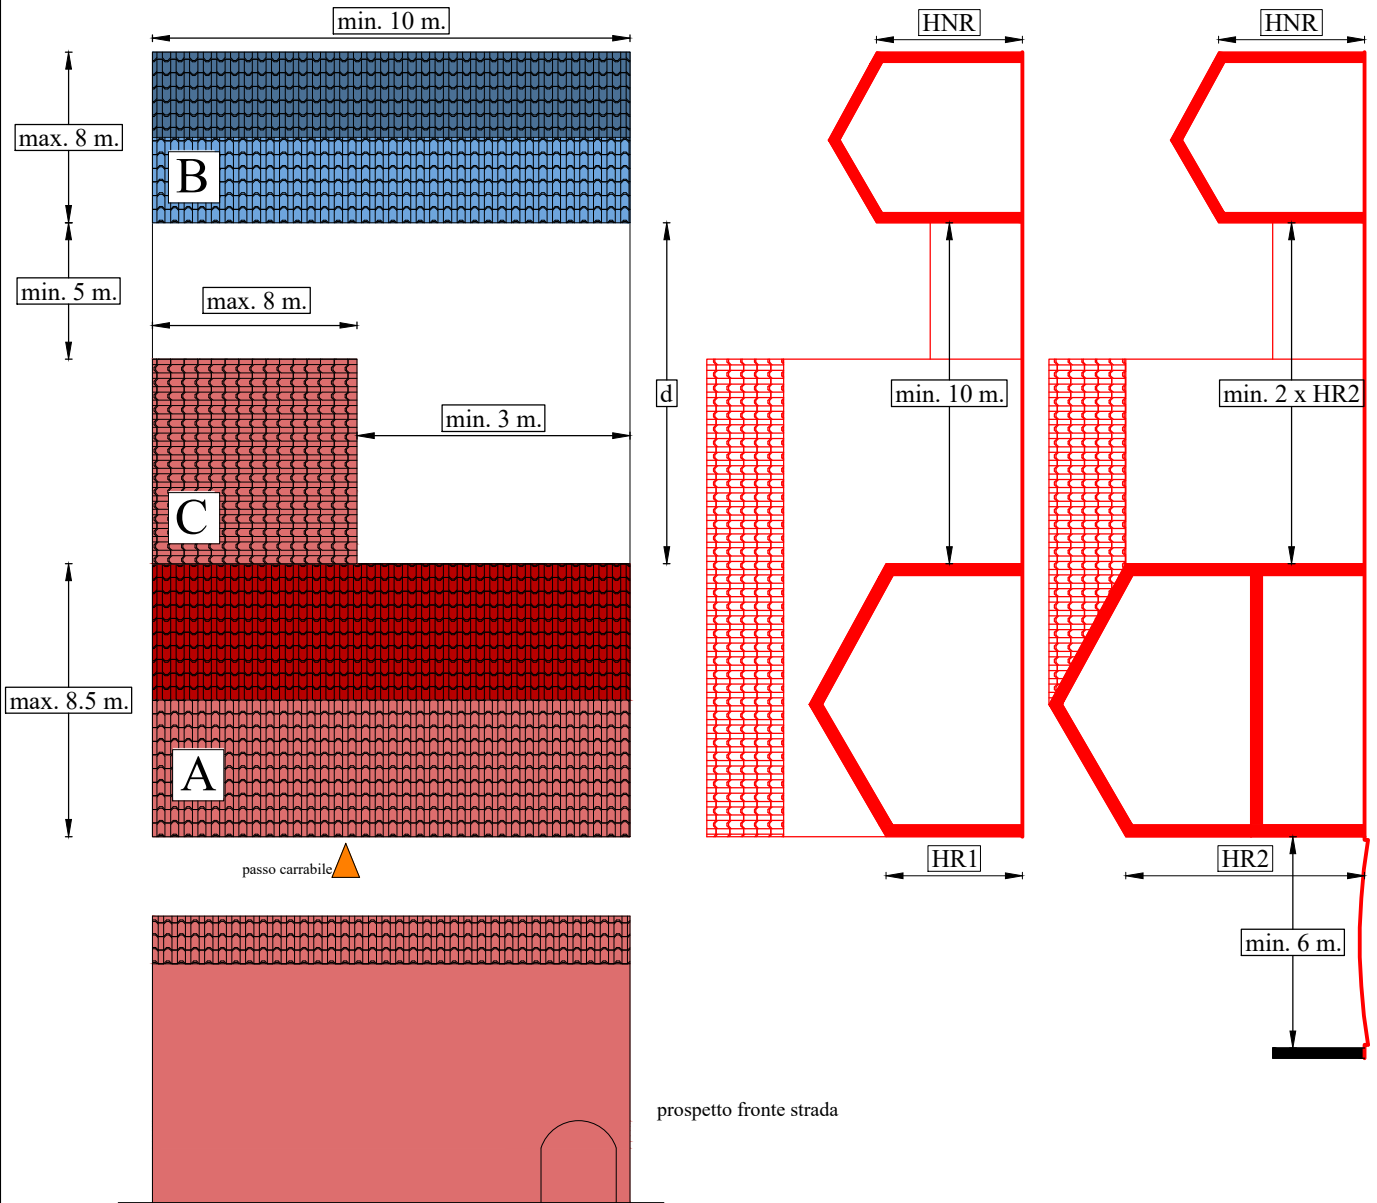 min. 10 m.
HNR
HNR
max. 8 m.
B
min. 5 m.
max. 8 m.
d
min. 3 m.
min. 10 m.
min. 2 x HR2
C
max. 8.5 m.
A
passo carrabile
HR1
HR2
min. 6 m.
prospetto fronte strada